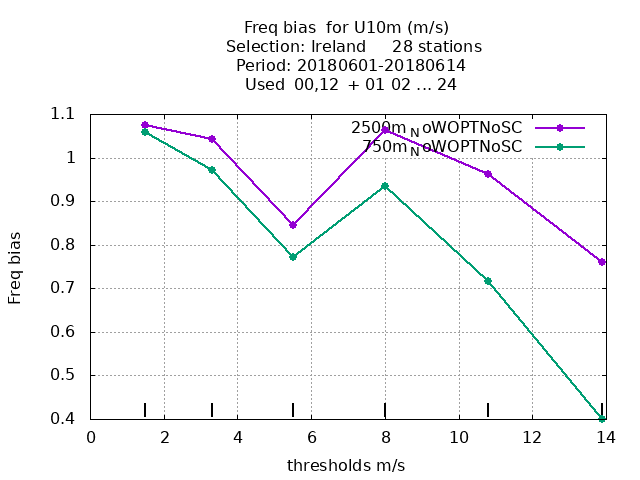 Freq bias  for U10m (m/s)
Selection: Ireland     28 stations
Period: 20180601-20180614
Used  00,12  + 01 02 ... 24
1.1
1
0.9
0.8
0.7
0.6
0.5
0.4
Freq bias
2500m_NoWOPTNoSC
750m_NoWOPTNoSC
0 2 4 6 8 10 12 14
thresholds m/s